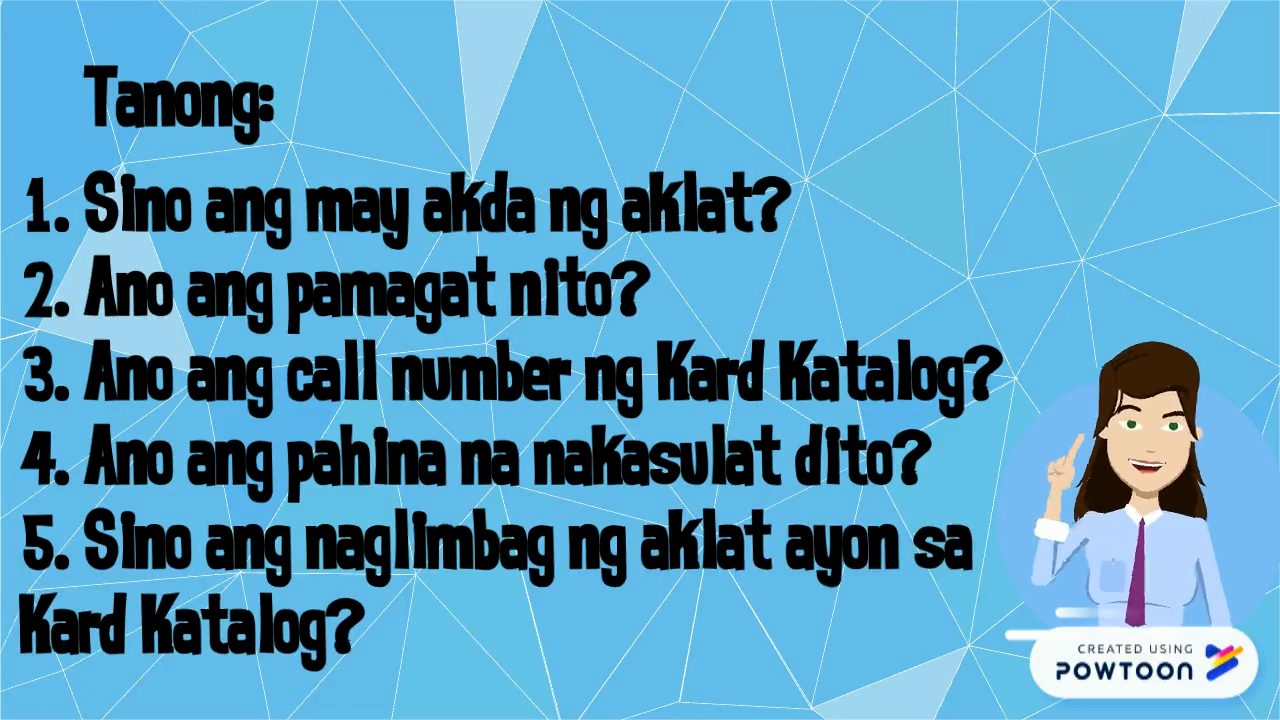 Tanong:
1. Sino ang may akda ng aklat?
2. Ano ang pamagat nito?
3. Ano ang call number ng Kard Katalog?
4. Ano ang pahina na nakasulat dito?
5. Sino ang naglimbag ng aklat ayon sa
Kard Katalog?
CREATED USING
POWTOON